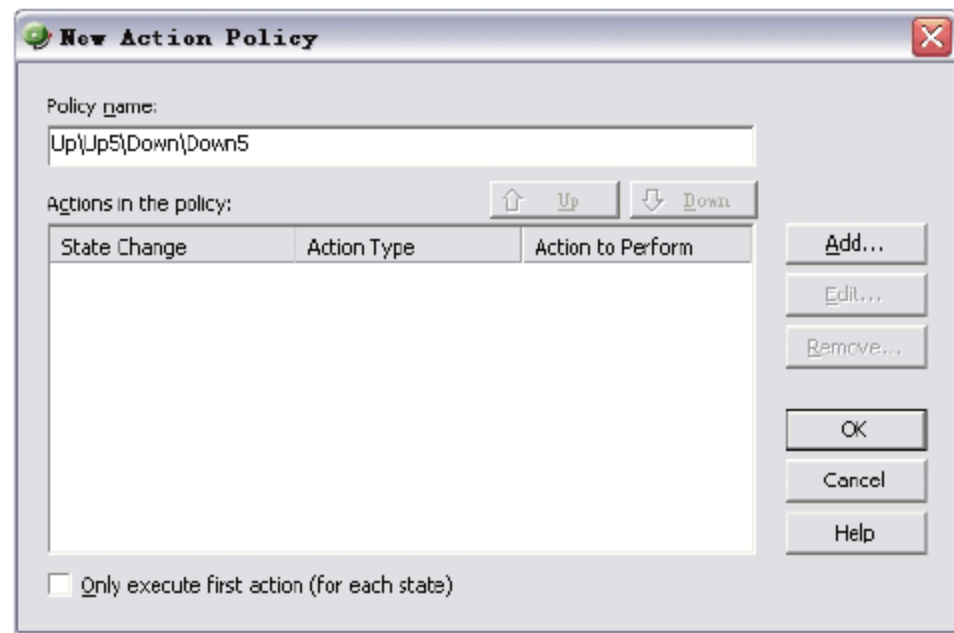 New Action Policy
Policy name:
Up\Up5\Down\Down5
Actions in the policy:
Up
Down
State Change Action Type Action to Perform
Add...
Edit...
Remove...
OK
Cancel
Help
Only execute first action (for each state)